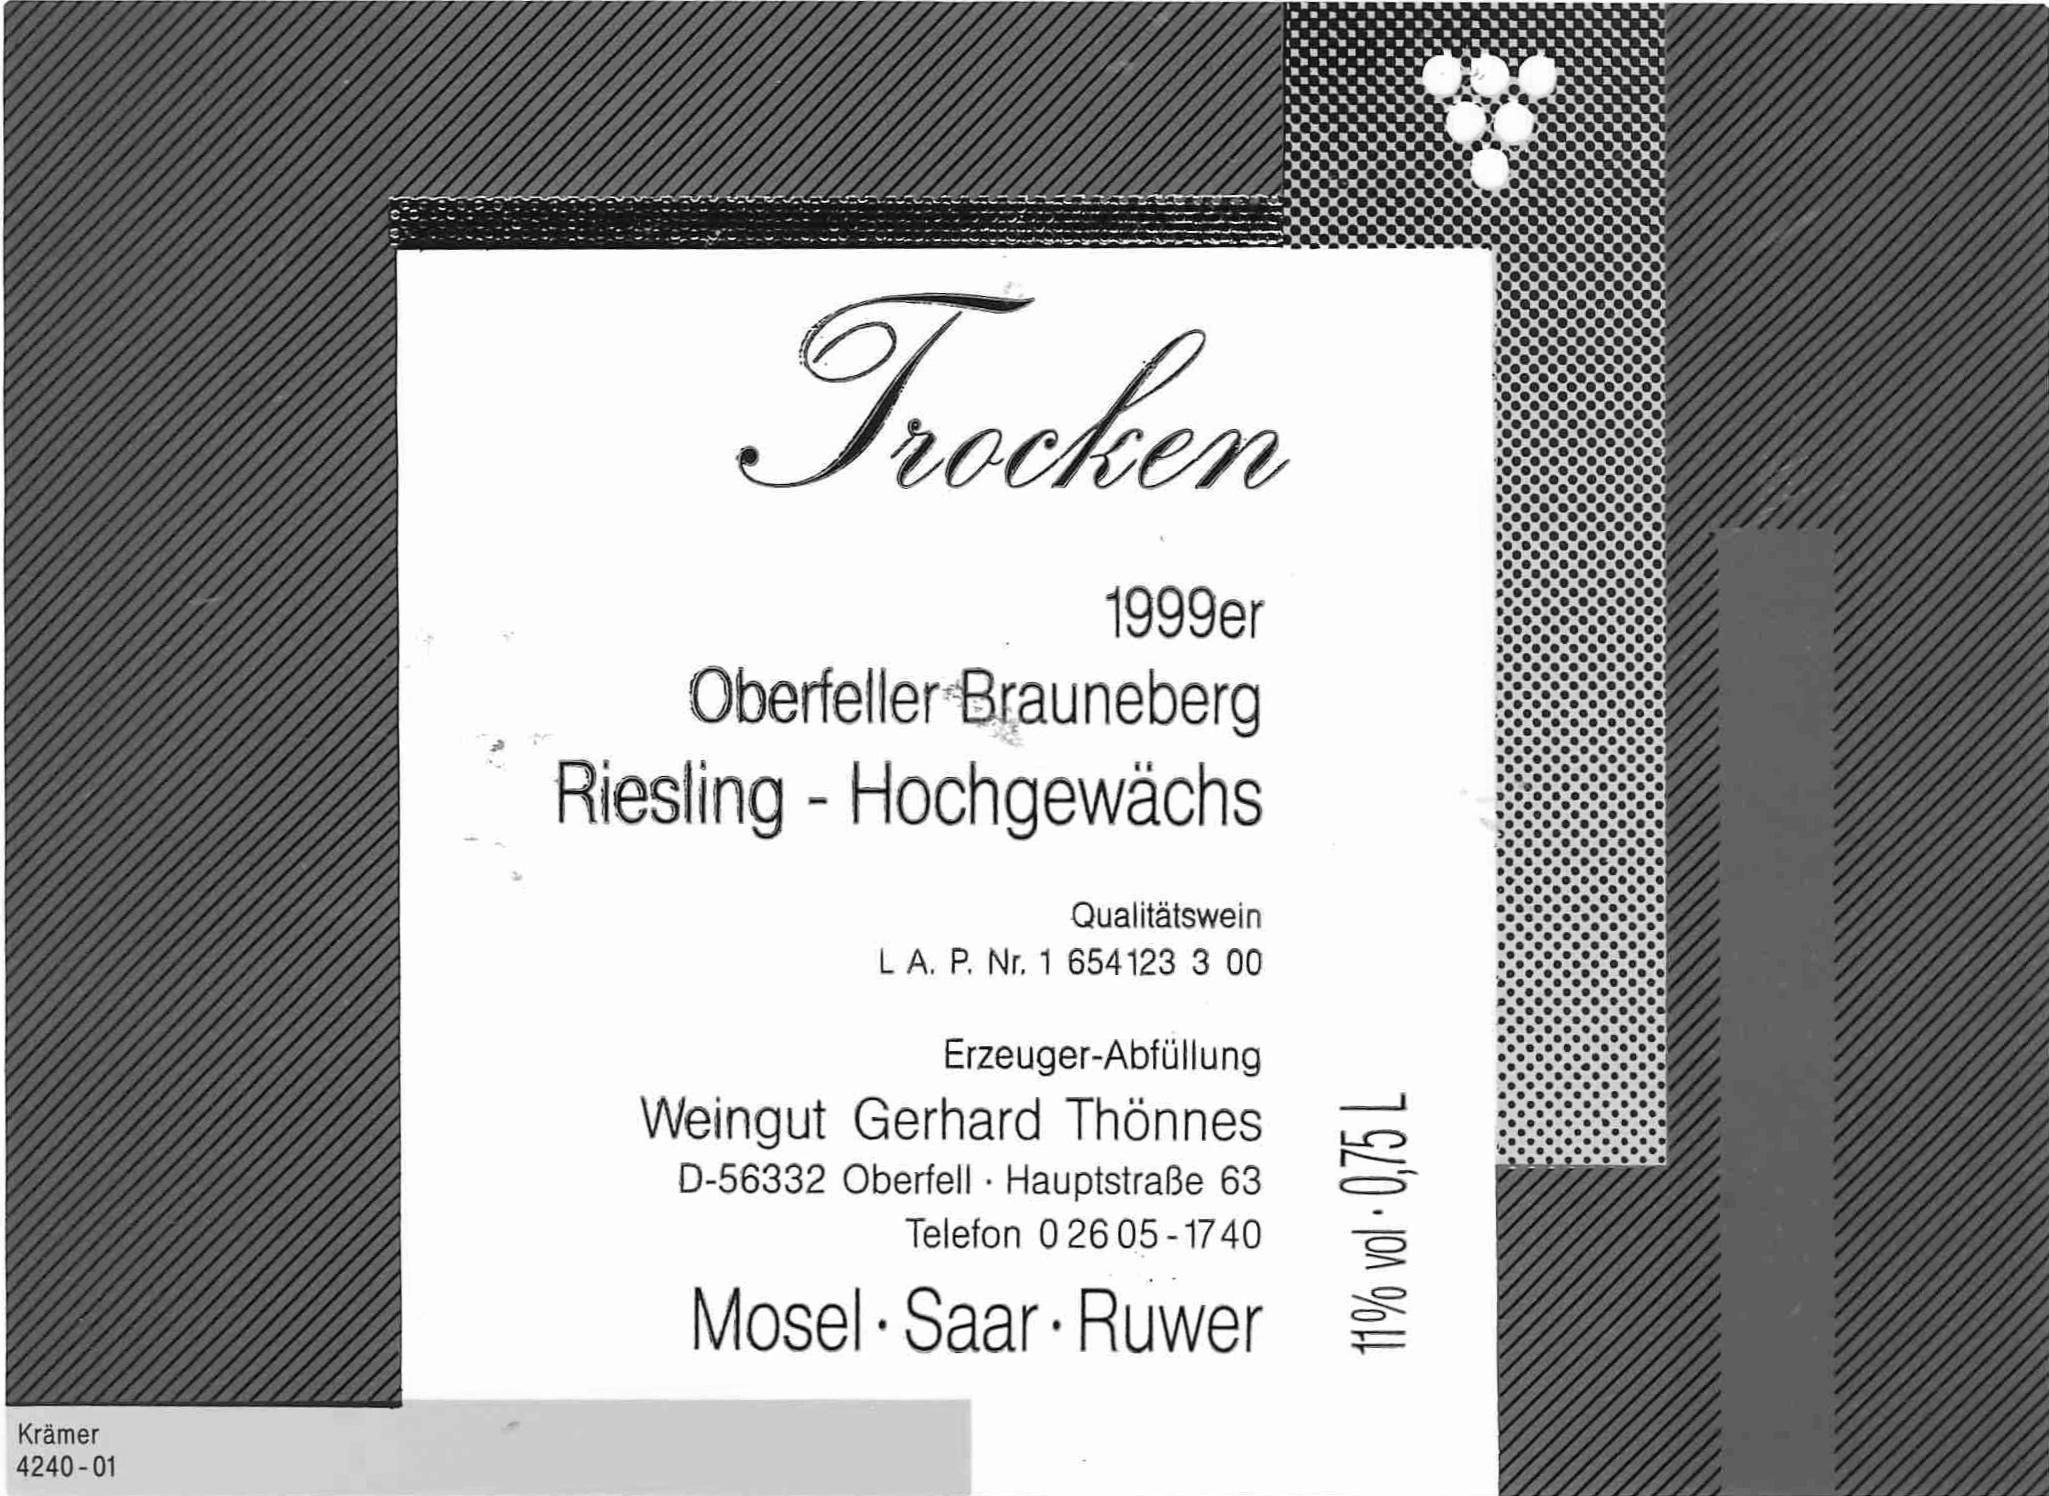 Trocken
1999er
Oberfeller Brauneberg
Riesling - Hochgewächs
Qualitätswein
L A. P. Nr. 1 654123 3 00
Erzeuger-Abfüllung
Weingut Gerhard Thönnes
D-56332 Oberfell · Hauptstraße 63
Telefon 0 26 05 - 17 40
Mosel · Saar · Ruwer
11% vol · 0,75 L
Krämer
4240 - 01